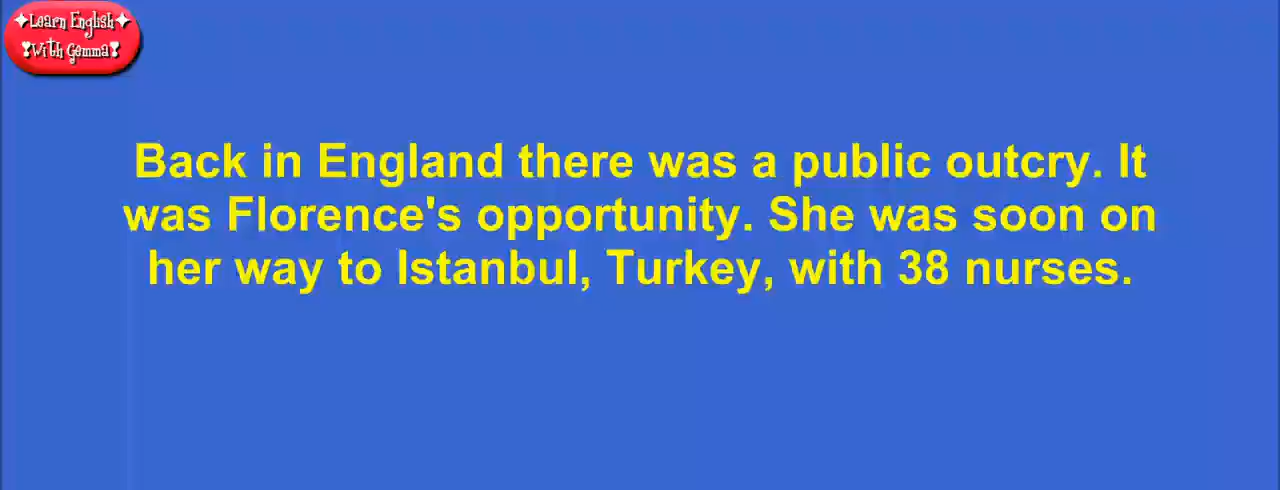 ✦Learn English✦
❣With Gemma❣
Back in England there was a public outcry. It
was Florence's opportunity. She was soon on
her way to Istanbul, Turkey, with 38 nurses.